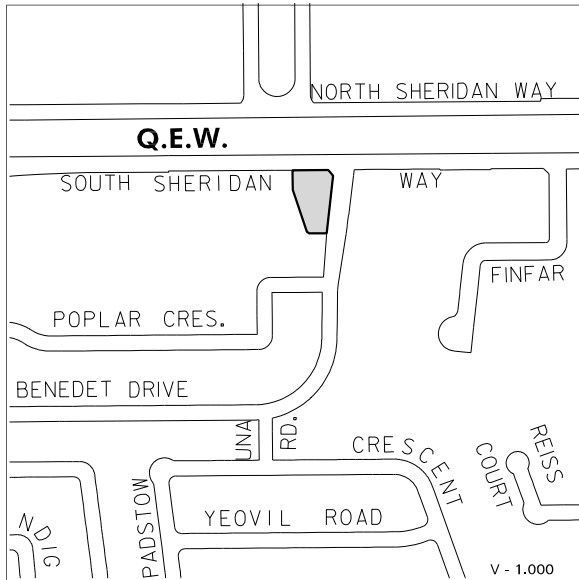 NORTH SHERIDAN WAY
Q.E.W.
SOUTH SHERIDAN WAY
FINFAR
POPLAR CRES.
BENEDET DRIVE
UNA RD.
CRESCENT
REISS
COURT
PADSTOW
YEOVIL ROAD
NDIG
V - 1.000